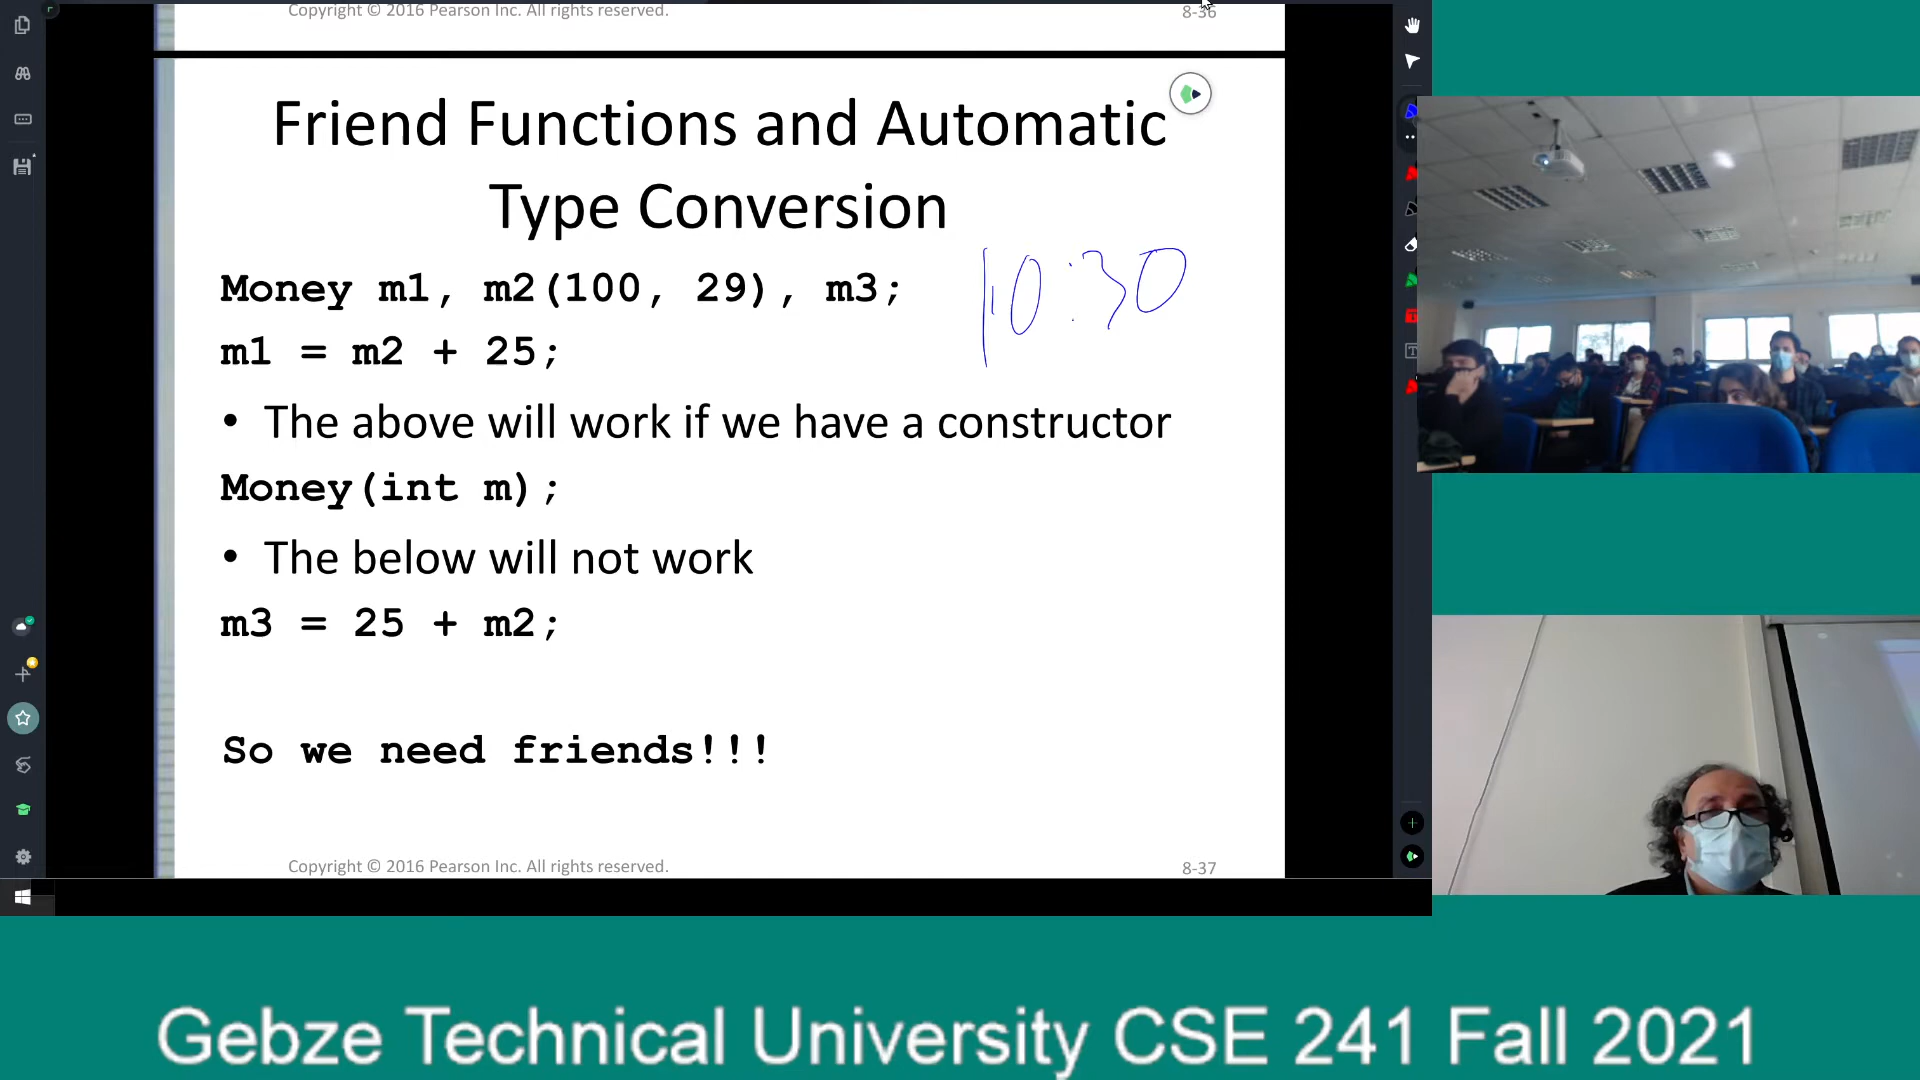 Copyright © 2016 Pearson Inc. All rights reserved.
8-36
Friend Functions and Automatic
Type Conversion
10:30
Money m1, m2(100, 29), m3;
m1 = m2 + 25;
• The above will work if we have a constructor
Money(int m);
• The below will not work
m3 = 25 + m2;
So we need friends!!!
Copyright © 2016 Pearson Inc. All rights reserved.
8-37
Gebze Technical University CSE 241 Fall 2021